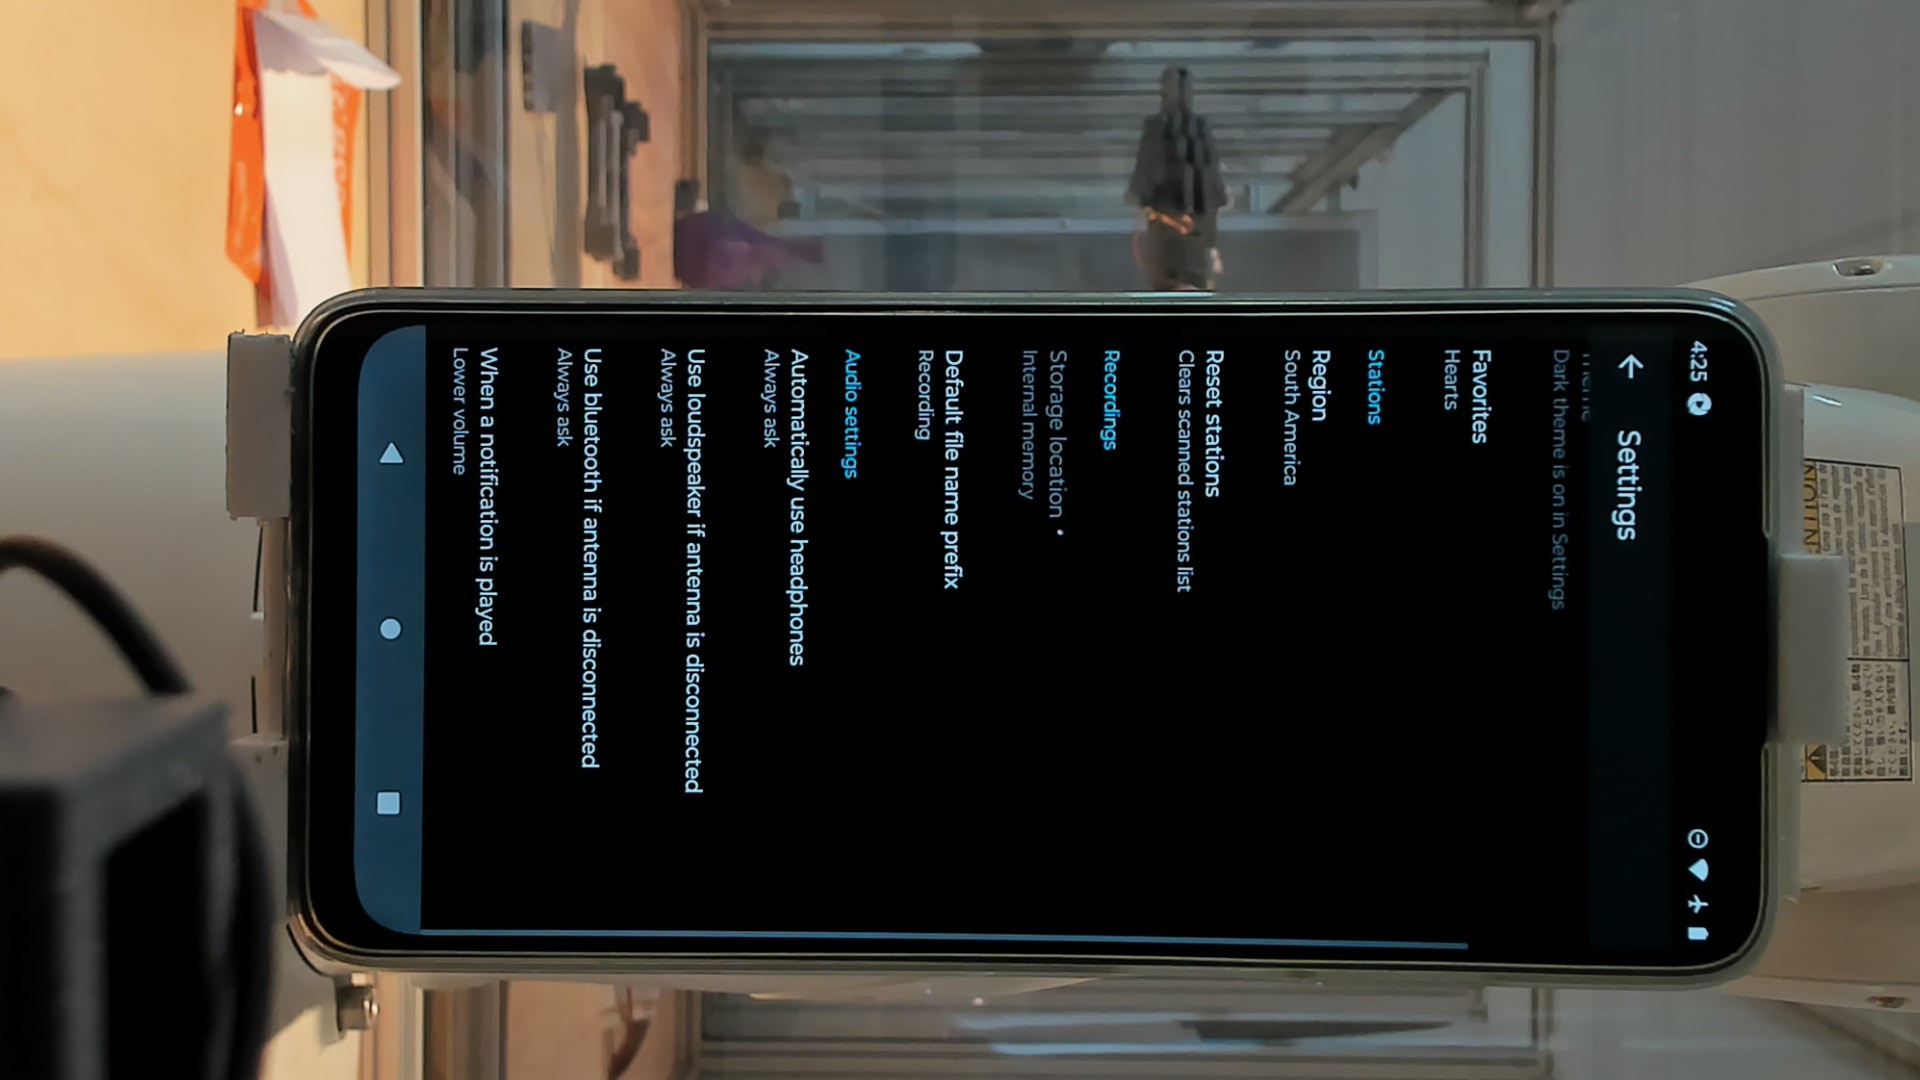 4:25
Settings
Theme
Dark theme is on in Settings
Favorites
Hearts
Stations
Region
South America
Reset stations
Clears scanned stations list
Recordings
Storage location •
Internal memory
Default file name prefix
Recording
Audio settings
Automatically use headphones
Always ask
Use loudspeaker if antenna is disconnected
Always ask
Use bluetooth if antenna is disconnected
Always ask
When a notification is played
Lower volume